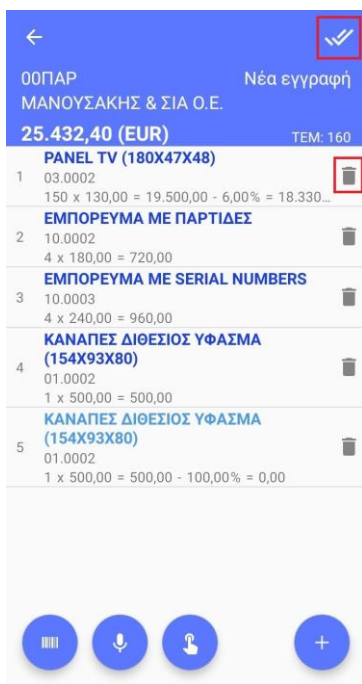 00ΠΑΡ Νέα εγγραφή
ΜΑΝΟΥΣΑΚΗΣ & ΣΙΑ Ο.Ε.
25.432,40 (EUR) ΤΕΜ: 160
PANEL TV (180X47X48)
1 03.0002
150 x 130,00 = 19.500,00 - 6,00% = 18.330...
ΕΜΠΟΡΕΥΜΑ ΜΕ ΠΑΡΤΙΔΕΣ
2 10.0002
4 x 180,00 = 720,00
ΕΜΠΟΡΕΥΜΑ ΜΕ SERIAL NUMBERS
3 10.0003
4 x 240,00 = 960,00
ΚΑΝΑΠΕΣ ΔΙΘΕΣΙΟΣ ΥΦΑΣΜΑ
(154X93X80)
4 01.0002
1 x 500,00 = 500,00
ΚΑΝΑΠΕΣ ΔΙΘΕΣΙΟΣ ΥΦΑΣΜΑ
(154X93X80)
5 01.0002
1 x 500,00 = 500,00 - 100,00% = 0,00